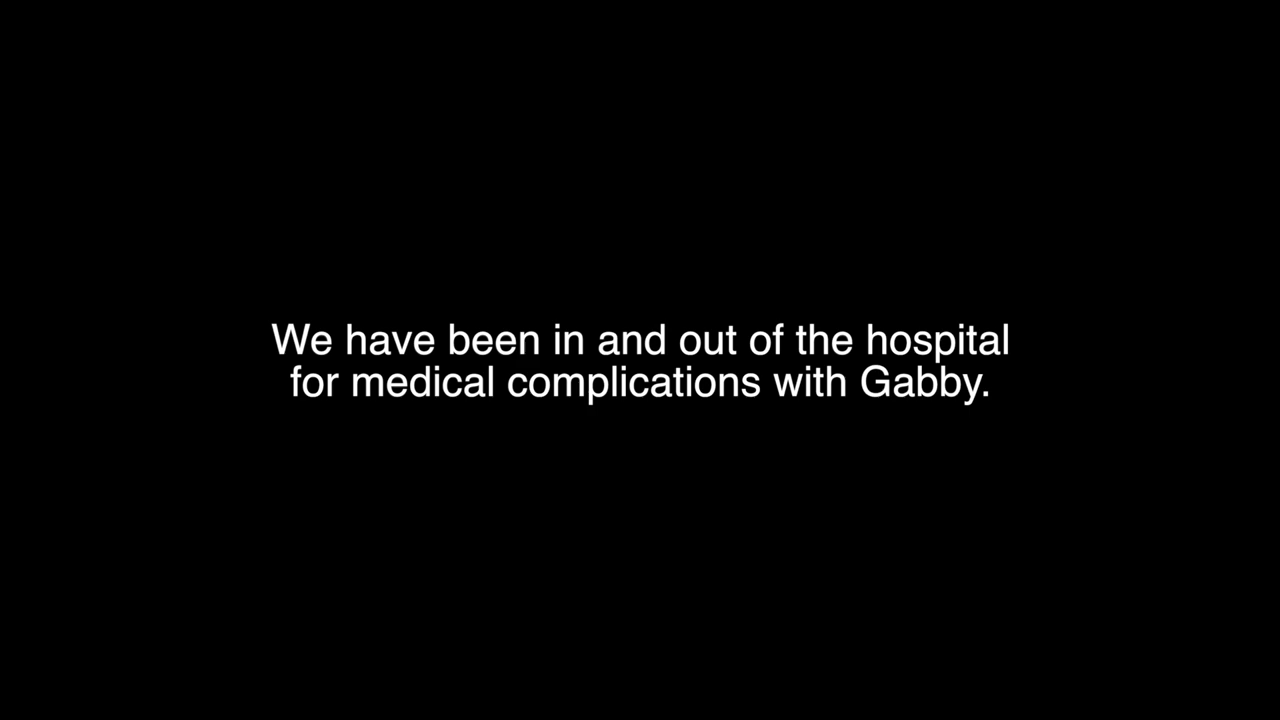 We have been in and out of the hospital
for medical complications with Gabby.